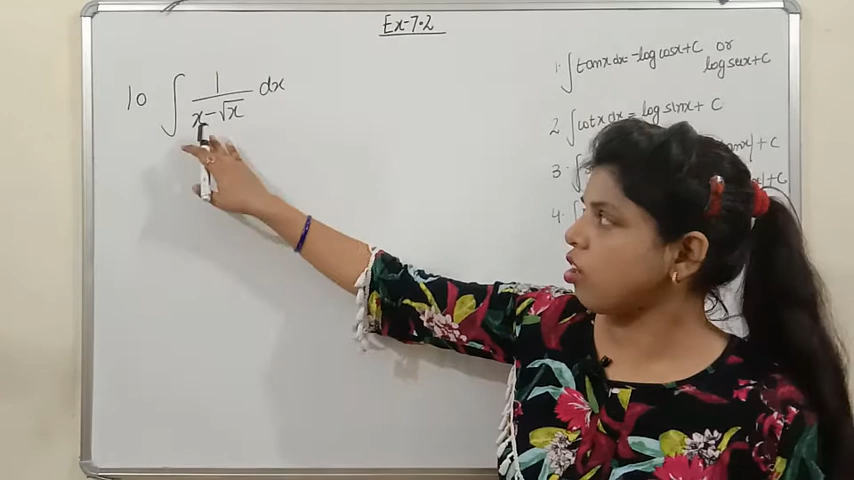 Ex-7.2
10 ∫ 1/(x-√x) dx
1. ∫tanx dx = -log cosx + C or
log secx + C
2. ∫cotx dx = log sinx + C
3. ∫ tanx) + C
4. ∫ x) + C